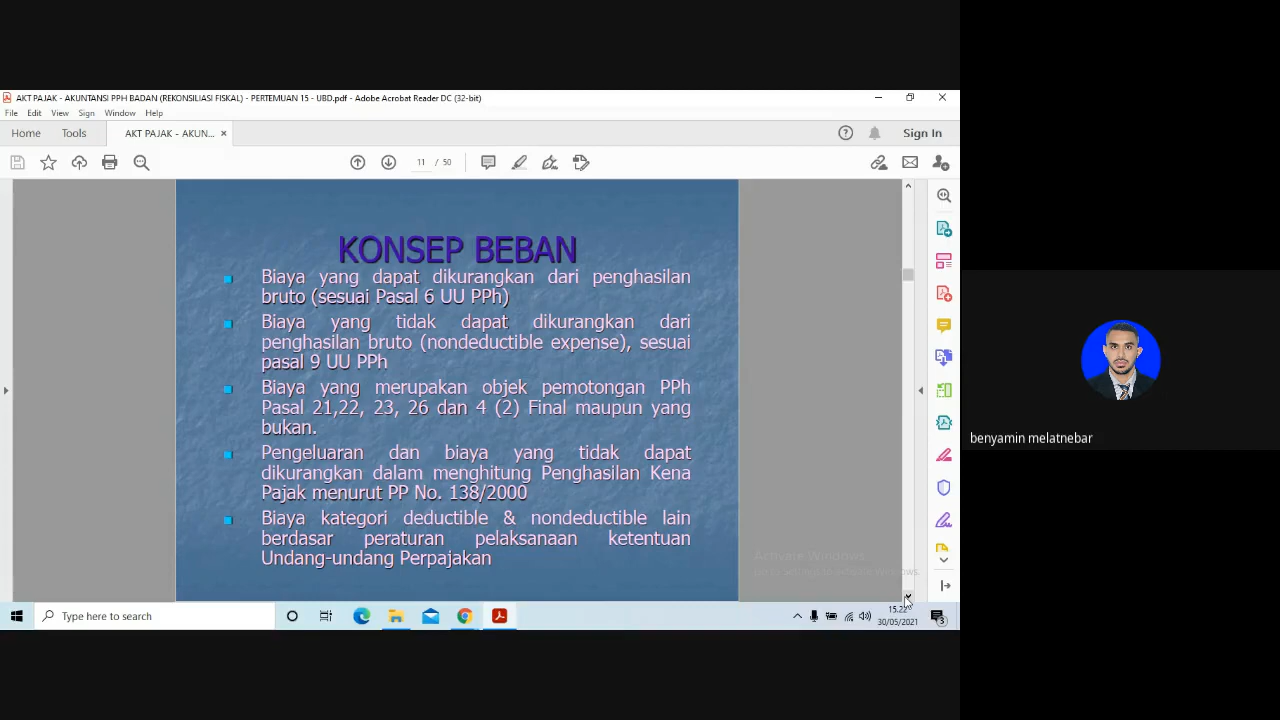 AKT PAJAK - AKUNTANSI PPH BADAN (REKONSILIASI FISKAL) - PERTEMUAN 15 - UBD.pdf - Adobe Acrobat Reader DC (32-bit)
File Edit View Sign Window Help
Home Tools AKT PAJAK - AKUN... × Sign In
11 / 50
KONSEP BEBAN
Biaya yang dapat dikurangkan dari penghasilan
bruto (sesuai Pasal 6 UU PPh)
Biaya yang tidak dapat dikurangkan dari
penghasilan bruto (nondeductible expense), sesuai
pasal 9 UU PPh
Biaya yang merupakan objek pemotongan PPh
Pasal 21,22, 23, 26 dan 4 (2) Final maupun yang
bukan.
Pengeluaran dan biaya yang tidak dapat
dikurangkan dalam menghitung Penghasilan Kena
Pajak menurut PP No. 138/2000
Biaya kategori deductible & nondeductible lain
berdasar peraturan pelaksanaan ketentuan
Undang-undang Perpajakan
benyamin melatnebar
Activate Windows
Type here to search
15.22
30/05/2021
3